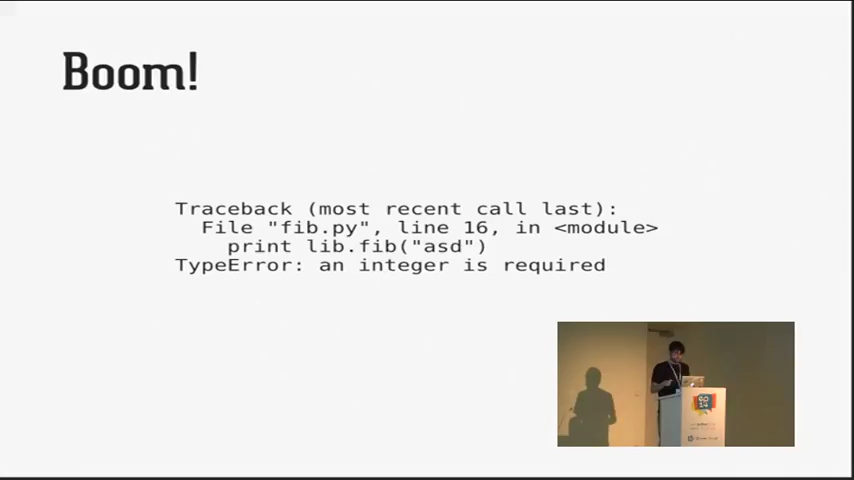 Boom!
Traceback (most recent call last):
File "fib.py", line 16, in <module>
print lib.fib("asd")
TypeError: an integer is required